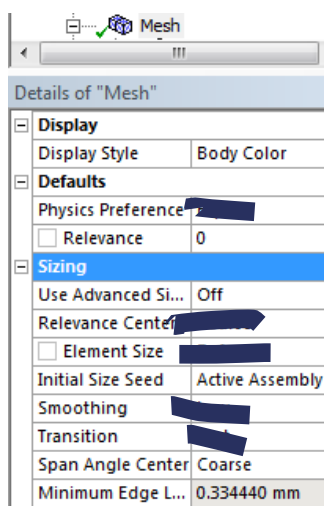 Mesh
Details of "Mesh"
Display
Display Style Body Color
Defaults
Physics Preference
Relevance 0
Sizing
Use Advanced Si... Off
Relevance Center
Element Size
Initial Size Seed Active Assembly
Smoothing
Transition
Span Angle Center Coarse
Minimum Edge L... 0.334440 mm